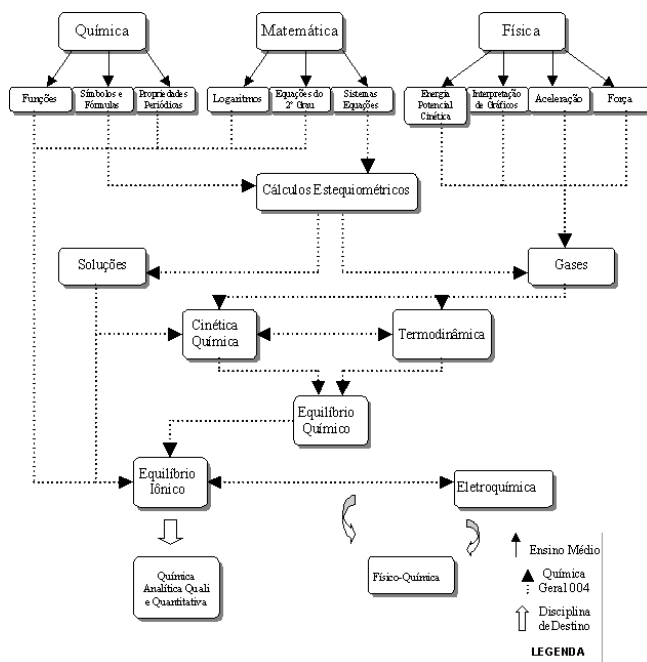 Química
Matemática
Física
Funções
Símbolos e
Fórmulas
Propriedades
Periódicas
Logaritmos
Equações do
2º Grau
Sistemas
Equações
Energia
Potencial
Cinética
Interpretação
de Gráficos
Aceleração
Força
Cálculos Estequiométricos
Soluções
Gases
Cinética
Química
Termodinâmica
Equilíbrio
Químico
Equilíbrio
Iônico
Eletroquímica
Química
Analítica Quali
e Quantitativa
Físico-Química
Ensino Médio
Química
Geral 004
Disciplina
de Destino
LEGENDA